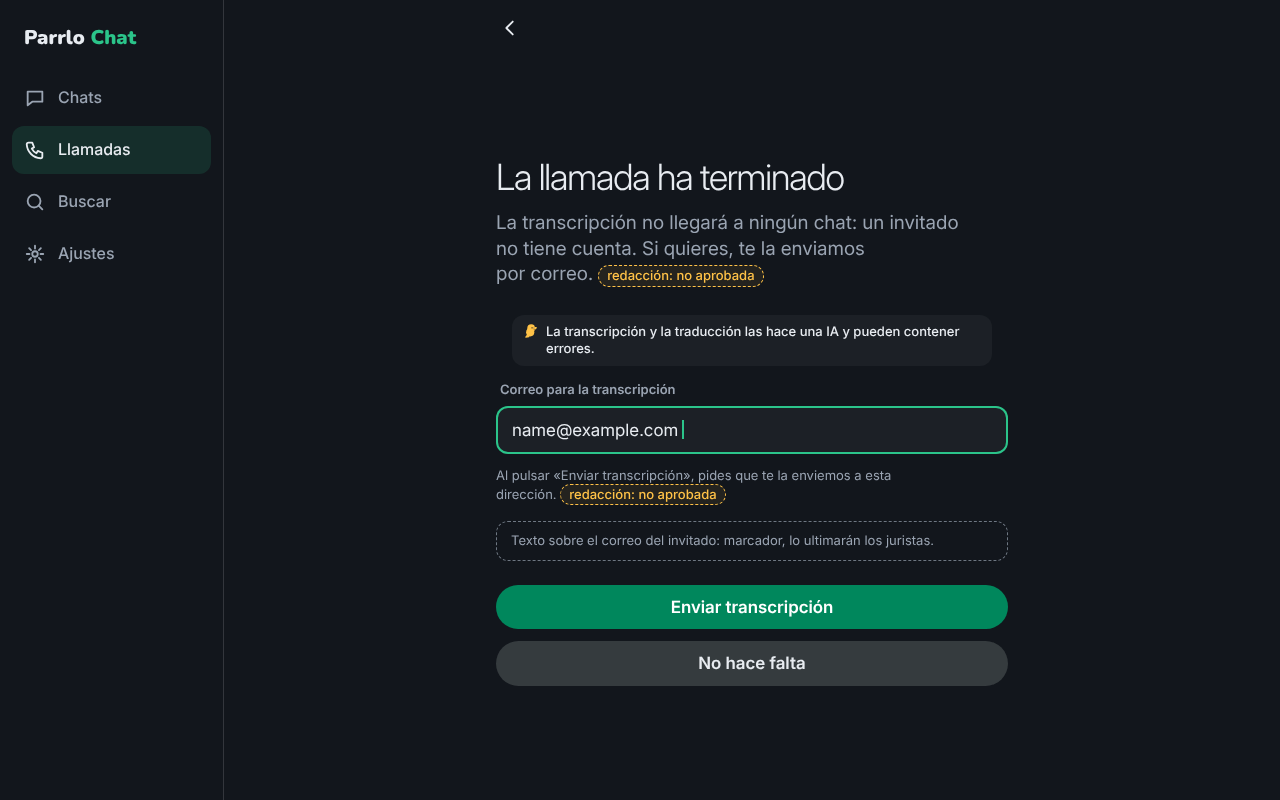 Parrlo Chat
Chats
Llamadas
Buscar
Ajustes
La llamada ha terminado
La transcripción no llegará a ningún chat: un invitado
no tiene cuenta. Si quieres, te la enviamos
por correo. redacción: no aprobada
La transcripción y la traducción las hace una IA y pueden contener
errores.
Correo para la transcripción
name@example.com
Al pulsar «Enviar transcripción», pides que te la enviemos a esta
dirección. redacción: no aprobada
Texto sobre el correo del invitado: marcador, lo ultimarán los juristas.
Enviar transcripción
No hace falta